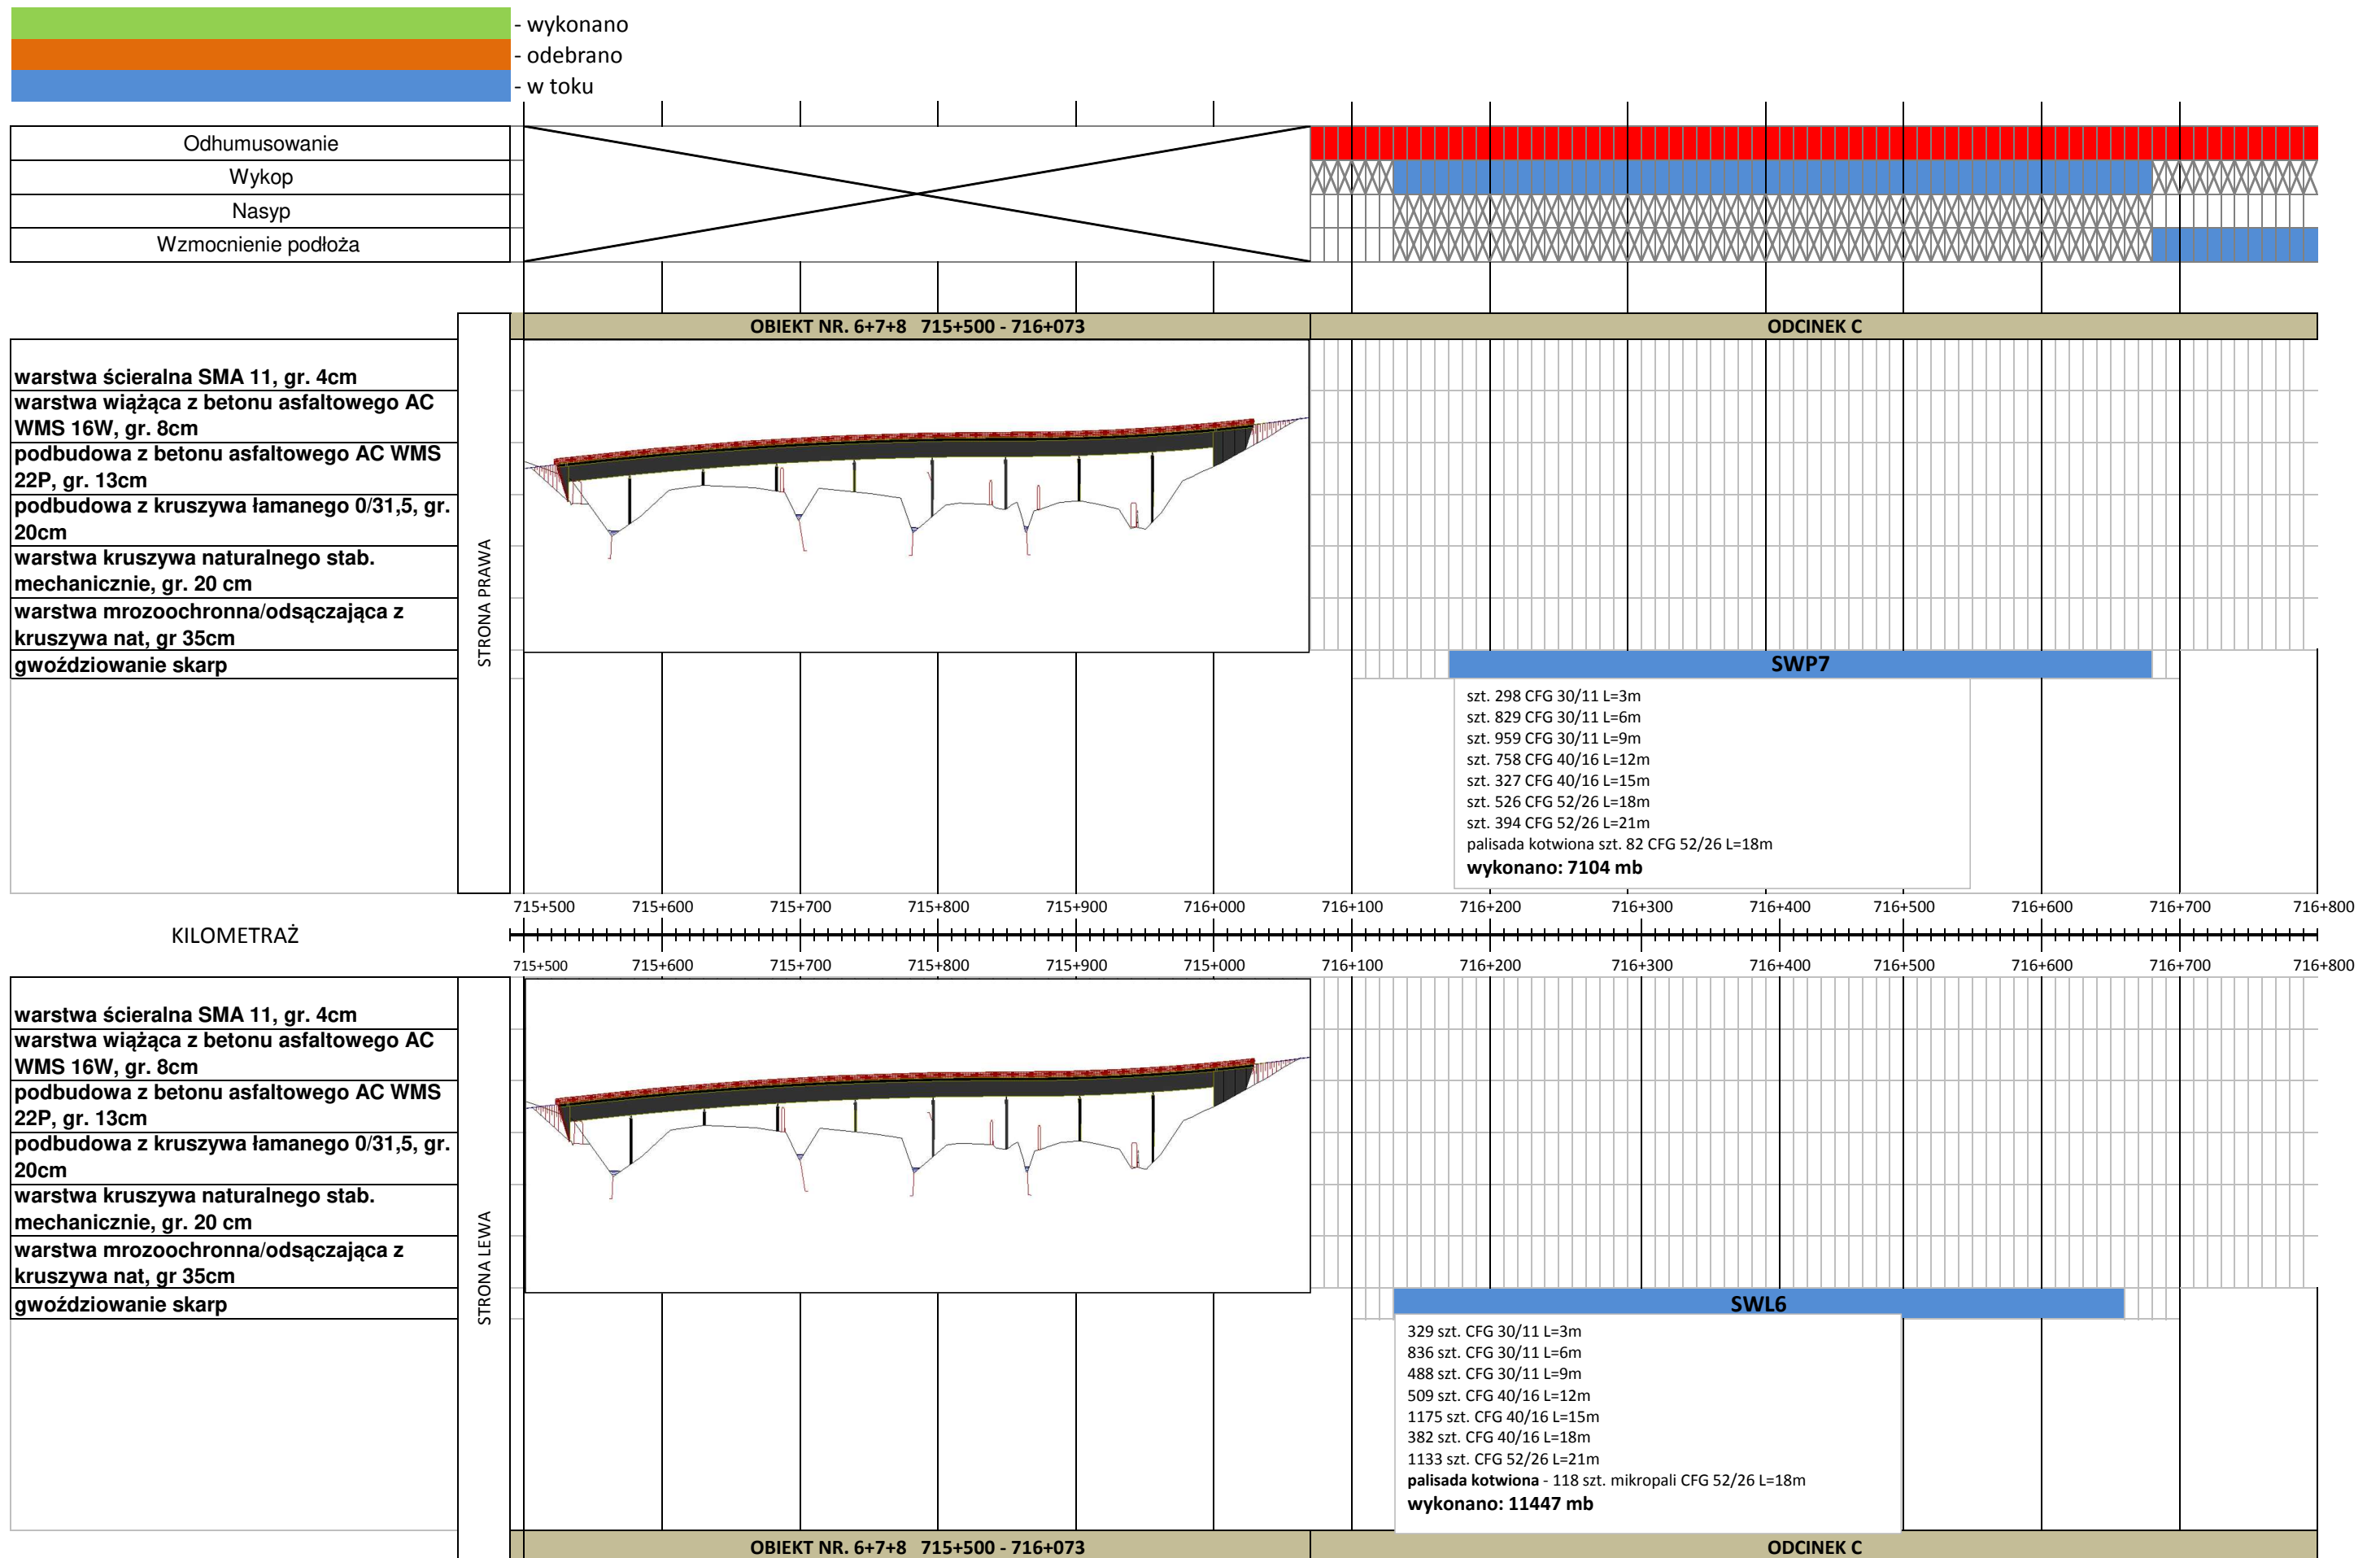 - wykonano
- odebrano
- w toku
Odhumusowanie
Wykop
Nasyp
Wzmocnienie podłoża
OBIEKT NR. 6+7+8 715+500 - 716+073
ODCINEK C
warstwa ścieralna SMA 11, gr. 4cm
warstwa wiążąca z betonu asfaltowego AC
WMS 16W, gr. 8cm
podbudowa z betonu asfaltowego AC WMS
22P, gr. 13cm
podbudowa z kruszywa łamanego 0/31,5, gr.
20cm
warstwa kruszywa naturalnego stab.
mechanicznie, gr. 20 cm
warstwa mrozoochronna/odsączająca z
kruszywa nat, gr 35cm
gwoździowanie skarp
STRONA PRAWA
SWP7
szt. 298 CFG 30/11 L=3m
szt. 829 CFG 30/11 L=6m
szt. 959 CFG 30/11 L=9m
szt. 758 CFG 40/16 L=12m
szt. 327 CFG 40/16 L=15m
szt. 526 CFG 52/26 L=18m
szt. 394 CFG 52/26 L=21m
palisada kotwiona szt. 82 CFG 52/26 L=18m
wykonano: 7104 mb
715+500 715+600 715+700 715+800 715+900 716+000 716+100 716+200 716+300 716+400 716+500 716+600 716+700 716+800
KILOMETRAŻ
715+500 715+600 715+700 715+800 715+900 715+000 716+100 716+200 716+300 716+400 716+500 716+600 716+700 716+800
warstwa ścieralna SMA 11, gr. 4cm
warstwa wiążąca z betonu asfaltowego AC
WMS 16W, gr. 8cm
podbudowa z betonu asfaltowego AC WMS
22P, gr. 13cm
podbudowa z kruszywa łamanego 0/31,5, gr.
20cm
warstwa kruszywa naturalnego stab.
mechanicznie, gr. 20 cm
warstwa mrozoochronna/odsączająca z
kruszywa nat, gr 35cm
gwoździowanie skarp
STRONA LEWA
SWL6
329 szt. CFG 30/11 L=3m
836 szt. CFG 30/11 L=6m
488 szt. CFG 30/11 L=9m
509 szt. CFG 40/16 L=12m
1175 szt. CFG 40/16 L=15m
382 szt. CFG 40/16 L=18m
1133 szt. CFG 52/26 L=21m
palisada kotwiona - 118 szt. mikropali CFG 52/26 L=18m
wykonano: 11447 mb
OBIEKT NR. 6+7+8 715+500 - 716+073
ODCINEK C